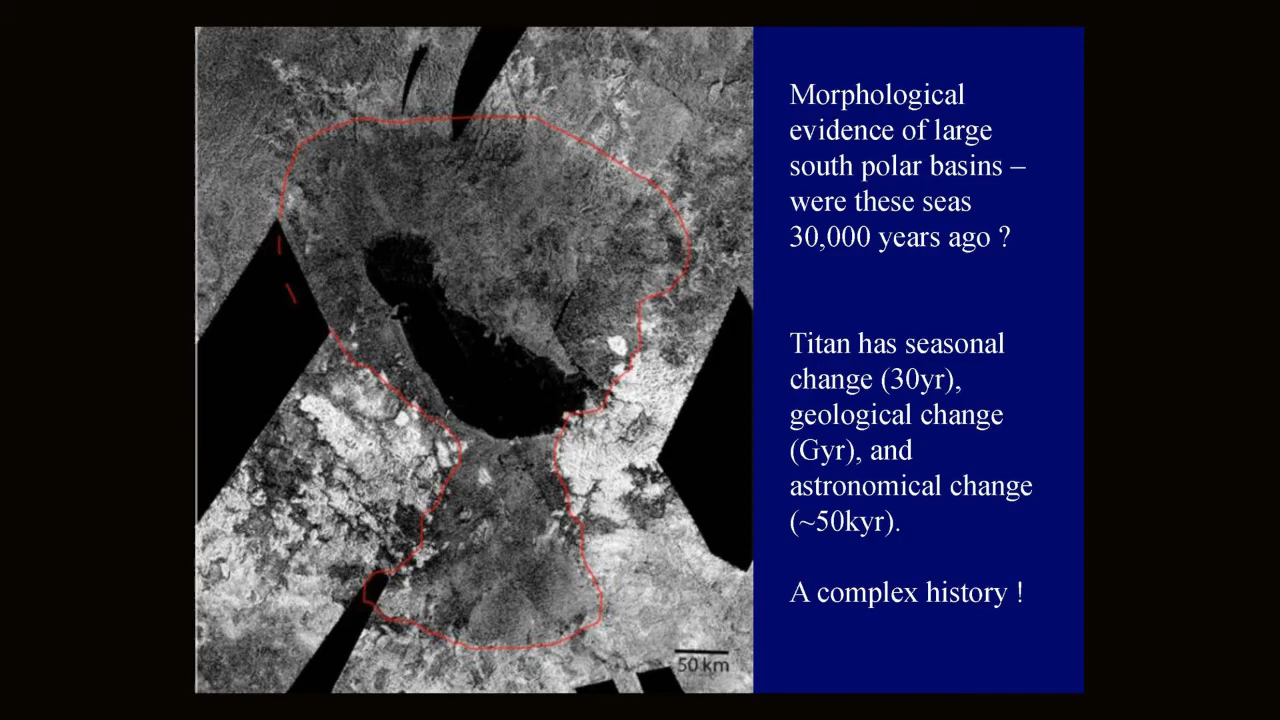 Morphological
evidence of large
south polar basins –
were these seas
30,000 years ago ?
Titan has seasonal
change (30yr),
geological change
(Gyr), and
astronomical change
(~50kyr).
A complex history !
50 km